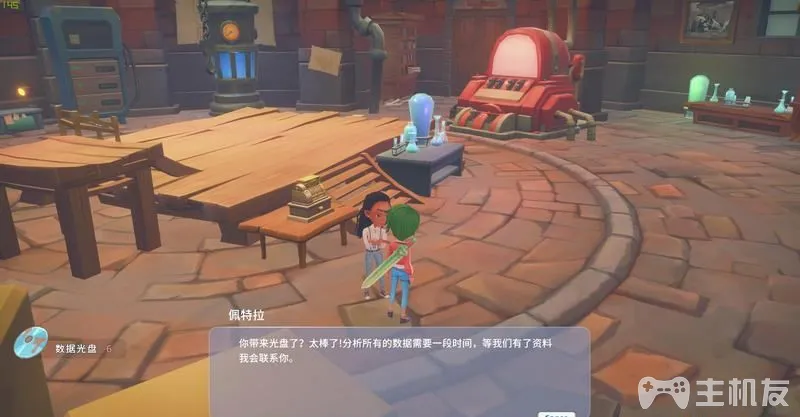 145
佩特拉
数据光盘 6
你带来光盘了？太棒了!分析所有的数据需要一段时间，等我们有了资料
我会联系你。
主机友